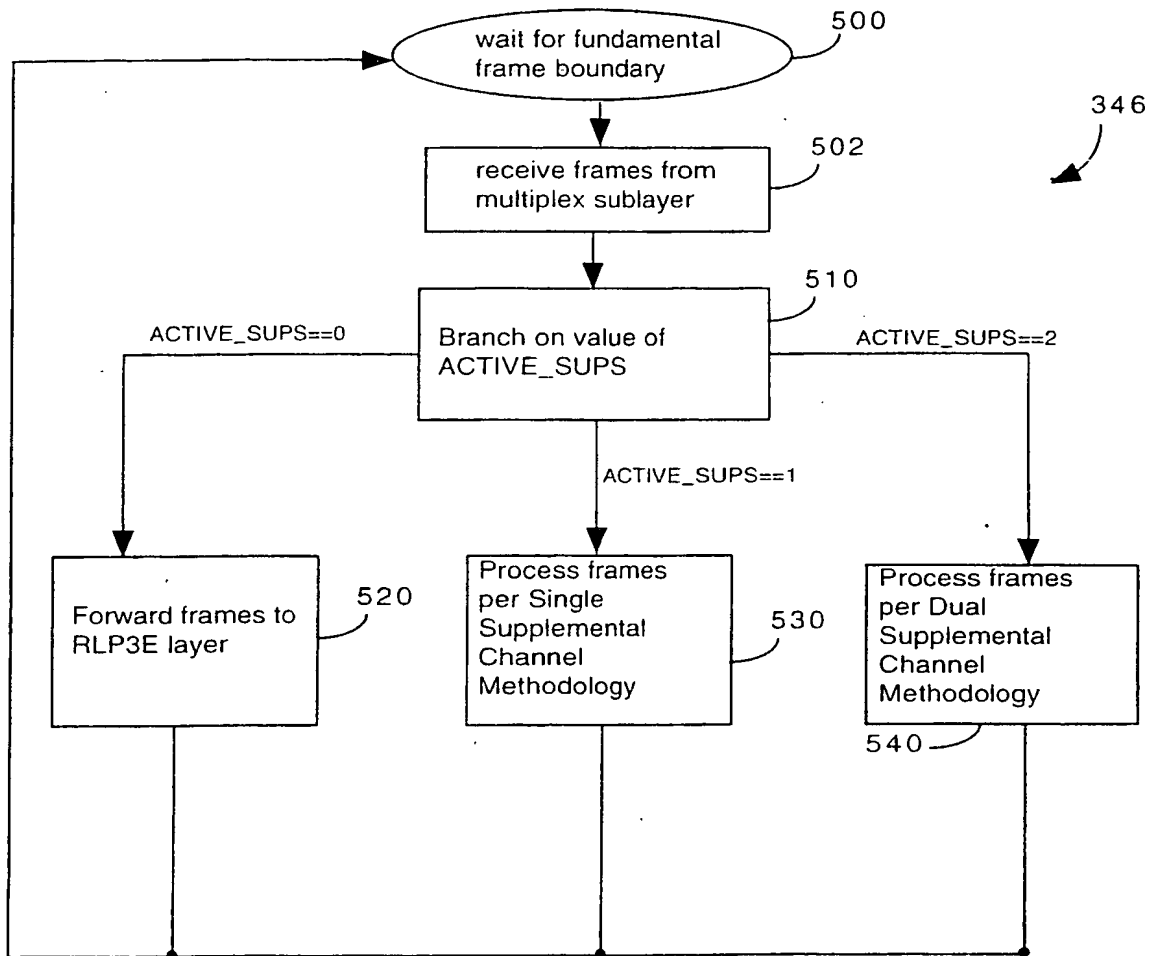 wait for fundamental
frame boundary
500
346
receive frames from
multiplex sublayer
502
510
Branch on value of
ACTIVE_SUPS
ACTIVE_SUPS==0
ACTIVE_SUPS==2
ACTIVE_SUPS==1
Forward frames to
RLP3E layer
520
Process frames
per Single
Supplemental
Channel
Methodology
530
Process frames
per Dual
Supplemental
Channel
Methodology
540